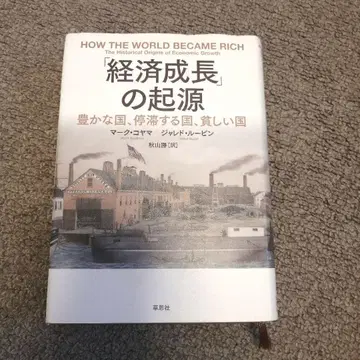 HOW THE WORLD BECAME RICH
The Historical Origins of Economic Growth
「経済成長」
の起源
豊かな国、停滞する国、貧しい国
マーク・コヤマ ジャレド・ルービン
秋山勝[訳]
草思社